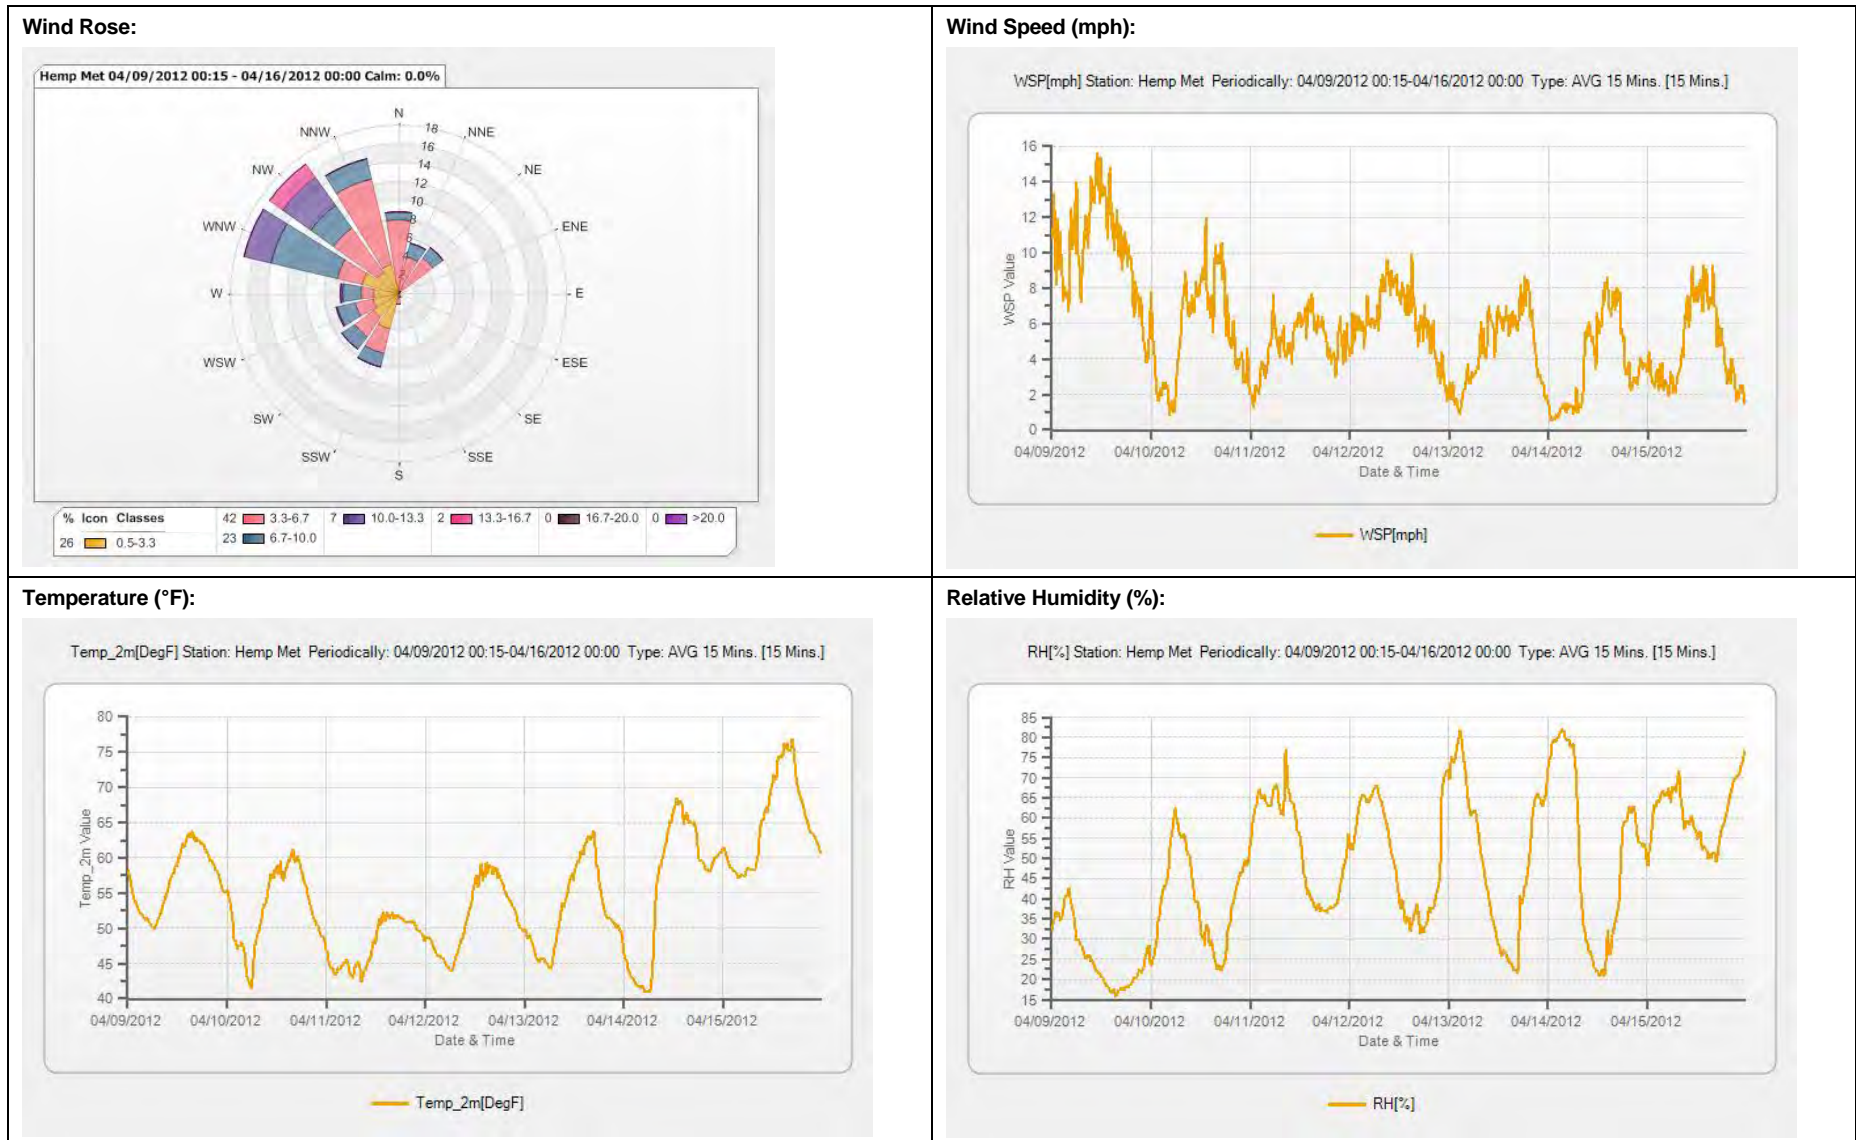 Wind Rose:
Hemp Met 04/09/2012 00:15 - 04/16/2012 00:00 Calm: 0.0%
N
NNW
18
NNE
16
NW
14
NE
12
10
WNW
8
ENE
6
4
2
W
E
WSW
ESE
SW
SE
SSW
SSE
S
% Icon Classes
42 3.3-6.7
7 10.0-13.3
2 13.3-16.7
0 16.7-20.0
0 >20.0
26 0.5-3.3
23 6.7-10.0
Wind Speed (mph):
WSP[mph] Station: Hemp Met Periodically: 04/09/2012 00:15-04/16/2012 00:00 Type: AVG 15 Mins. [15 Mins.]
16
14
12
10
8
6
4
2
0
WSP Value
04/09/2012 04/10/2012 04/11/2012 04/12/2012 04/13/2012 04/14/2012 04/15/2012
Date & Time
WSP[mph]
Temperature (°F):
Temp_2m[DegF] Station: Hemp Met Periodically: 04/09/2012 00:15-04/16/2012 00:00 Type: AVG 15 Mins. [15 Mins.]
80
75
70
65
60
55
50
45
40
Temp_2m Value
04/09/2012 04/10/2012 04/11/2012 04/12/2012 04/13/2012 04/14/2012 04/15/2012
Date & Time
Temp_2m[DegF]
Relative Humidity (%):
RH[%] Station: Hemp Met Periodically: 04/09/2012 00:15-04/16/2012 00:00 Type: AVG 15 Mins. [15 Mins.]
85
80
75
70
65
60
55
50
45
40
35
30
25
20
15
RH Value
04/09/2012 04/10/2012 04/11/2012 04/12/2012 04/13/2012 04/14/2012 04/15/2012
Date & Time
RH[%]